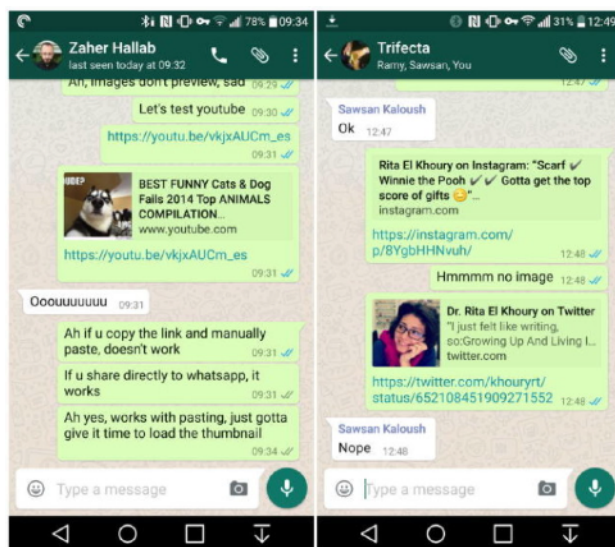 78% 09:34
Zaher Hallab
last seen today at 09:32
Ah, images don't preview, sad 09:29
Let's test youtube 09:30
https://youtu.be/vkjxAUCm_es
09:31
BEST FUNNY Cats & Dog
Fails 2014 Top ANIMALS
COMPILATION...
www.youtube.com
https://youtu.be/vkjxAUCm_es
09:31
Ooouuuuuuu 09:31
Ah if u copy the link and manually
paste, doesn't work
09:31
If u share directly to whatsapp, it
works
09:31
Ah yes, works with pasting, just gotta
give it time to load the thumbnail
09:34
Type a message
31% 12:49
Trifecta
Ramy, Sawsan, You
12:47
Sawsan Kaloush
Ok 12:47
Rita El Khoury on Instagram: "Scarf ✓
Winnie the Pooh ✓✓ Gotta get the top
score of gifts 😊"...
instagram.com
https://instagram.com/
p/8YgbHHNvuh/
12:48
Hmmmm no image 12:48
Dr. Rita El Khoury on Twitter
"I just felt like writing,
so:Growing Up And Living I...
twitter.com
https://twitter.com/khouryrt/
status/652108451909271552 12:48
Sawsan Kaloush
Nope 12:48
Type a message